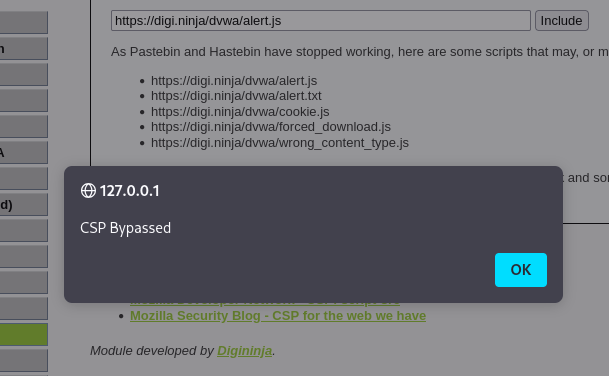 https://digi.ninja/dvwa/alert.js Include
As Pastebin and Hastebin have stopped working, here are some scripts that may, or m
• https://digi.ninja/dvwa/alert.js
• https://digi.ninja/dvwa/alert.txt
• https://digi.ninja/dvwa/cookie.js
• https://digi.ninja/dvwa/forced_download.js
• https://digi.ninja/dvwa/wrong_content_type.js
A
127.0.0.1
and sor
d)
CSP Bypassed
OK
• Mozilla Security Blog - CSP for the web we have
Module developed by Digininja.